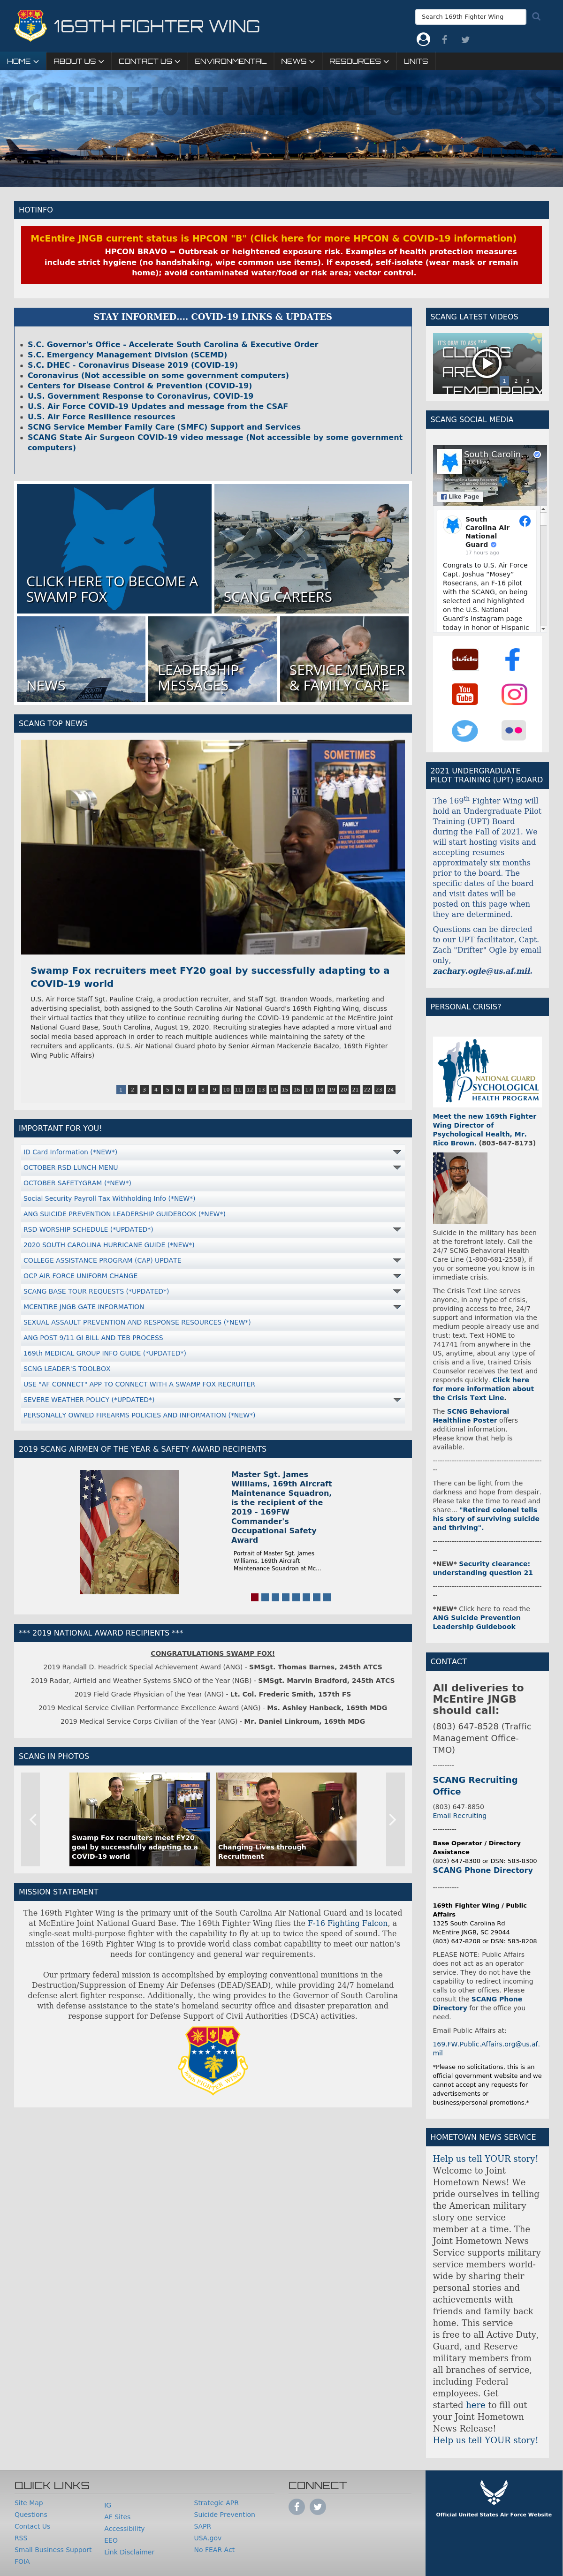 169TH FIGHTER WING
Search 169th Fighter Wing
HOME
ABOUT US
CONTACT US
ENVIRONMENTAL
NEWS
RESOURCES
UNITS
HOTINFO
McEntire JNGB current status is HPCON "B" (Click here for more HPCON & COVID-19 information)
HPCON BRAVO = Outbreak or heightened exposure risk. Examples of health protection measures
include strict hygiene (no handshaking, wipe common use items). If exposed, self-isolate (wear mask or remain
home); avoid contaminated water/food or risk area; vector control.
STAY INFORMED.... COVID-19 LINKS & UPDATES
S.C. Governor's Office - Accelerate South Carolina & Executive Order
S.C. Emergency Management Division (SCEMD)
S.C. DHEC - Coronavirus Disease 2019 (COVID-19)
Coronavirus (Not accessible on some government computers)
Centers for Disease Control & Prevention (COVID-19)
U.S. Government Response to Coronavirus, COVID-19
U.S. Air Force COVID-19 Updates and message from the CSAF
U.S. Air Force Resilience resources
SCNG Service Member Family Care (SMFC) Support and Services
SCANG State Air Surgeon COVID-19 video message (Not accessible by some government
computers)
CLICK HERE TO BECOME A
SWAMP FOX
SCANG CAREERS
NEWS
LEADERSHIP
MESSAGES
SERVICE MEMBER
& FAMILY CARE
SCANG TOP NEWS
SOMETIMES
Swamp Fox recruiters meet FY20 goal by successfully adapting to a
COVID-19 world
U.S. Air Force Staff Sgt. Pauline Craig, a production recruiter, and Staff Sgt. Brandon Woods, marketing and
advertising specialist, both assigned to the South Carolina Air National Guard's 169th Fighting Wing, discuss
their virtual tactics that they utilize to continue recruiting during the COVID-19 pandemic at the McEntire Joint
National Guard Base, South Carolina, August 19, 2020. Recruiting strategies have adapted a more virtual and
social media based approach in order to reach multiple audiences while maintaining the safety of the
recruiters and applicants. (U.S. Air National Guard photo by Senior Airman Mackenzie Bacalzo, 169th Fighter
Wing Public Affairs)
1 2 3 4 5 6 7 8 9 10 11 12 13 14 15 16 17 18 19 20 21 22 23 24
IMPORTANT FOR YOU!
ID Card Information (*NEW*)
OCTOBER RSD LUNCH MENU
OCTOBER SAFETYGRAM (*NEW*)
Social Security Payroll Tax Withholding Info (*NEW*)
ANG SUICIDE PREVENTION LEADERSHIP GUIDEBOOK (*NEW*)
RSD WORSHIP SCHEDULE (*UPDATED*)
2020 SOUTH CAROLINA HURRICANE GUIDE (*NEW*)
COLLEGE ASSISTANCE PROGRAM (CAP) UPDATE
OCP AIR FORCE UNIFORM CHANGE
SCANG BASE TOUR REQUESTS (*UPDATED*)
MCENTIRE JNGB GATE INFORMATION
SEXUAL ASSAULT PREVENTION AND RESPONSE RESOURCES (*NEW*)
ANG POST 9/11 GI BILL AND TEB PROCESS
169th MEDICAL GROUP INFO GUIDE (*UPDATED*)
SCNG LEADER'S TOOLBOX
USE "AF CONNECT" APP TO CONNECT WITH A SWAMP FOX RECRUITER
SEVERE WEATHER POLICY (*UPDATED*)
PERSONALLY OWNED FIREARMS POLICIES AND INFORMATION (*NEW*)
2019 SCANG AIRMEN OF THE YEAR & SAFETY AWARD RECIPIENTS
Master Sgt. James
Williams, 169th Aircraft
Maintenance Squadron,
is the recipient of the
2019 - 169FW
Commander's
Occupational Safety
Award
Portrait of Master Sgt. James
Williams, 169th Aircraft
Maintenance Squadron at Mc...
*** 2019 NATIONAL AWARD RECIPIENTS ***
CONGRATULATIONS SWAMP FOX!
2019 Randall D. Headrick Special Achievement Award (ANG) - SMSgt. Thomas Barnes, 245th ATCS
2019 Radar, Airfield and Weather Systems SNCO of the Year (NGB) - SMSgt. Marvin Bradford, 245th ATCS
2019 Field Grade Physician of the Year (ANG) - Lt. Col. Frederic Smith, 157th FS
2019 Medical Service Civilian Performance Excellence Award (ANG) - Ms. Ashley Hanbeck, 169th MDG
2019 Medical Service Corps Civilian of the Year (ANG) - Mr. Daniel Linkroum, 169th MDG
SCANG IN PHOTOS
Swamp Fox recruiters meet FY20
goal by successfully adapting to a
COVID-19 world
Changing Lives through
Recruitment
MISSION STATEMENT
The 169th Fighter Wing is the primary unit of the South Carolina Air National Guard and is located
at McEntire Joint National Guard Base. The 169th Fighter Wing flies the F-16 Fighting Falcon, a
single-seat, multipurpose fighter with the capability to fly at up to twice the speed of sound. The
mission of the 169th Fighter Wing is to provide world class combat capability to meet our nation's
needs for contingency and general war requirements.
Our primary federal mission is accomplished by employing conventional munitions in the
Destruction/Suppression of Enemy Air Defenses (DEAD/SEAD), while providing 24/7 homeland
defense alert fighter response. Additionally, the wing provides to the Governor of South Carolina
with defense assistance to the state's homeland security office and disaster preparation and
response support for Defense Support of Civil Authorities (DSCA) activities.
SCANG LATEST VIDEOS
IT'S OKAY TO ASK FOR
CLOUDS
ARE
TEMPORARY
1 2 3
SCANG SOCIAL MEDIA
South Carolin...
11K likes
Like Page
South
Carolina Air
National
Guard
17 hours ago
Congrats to U.S. Air Force
Capt. Joshua "Mosey"
Rosecrans, an F-16 pilot
with the SCANG, on being
selected and highlighted
on the U.S. National
Guard's Instagram page
today in honor of Hispanic
dvids
You
Tube
2021 UNDERGRADUATE
PILOT TRAINING (UPT) BOARD
The 169th Fighter Wing will
hold an Undergraduate Pilot
Training (UPT) Board
during the Fall of 2021. We
will start hosting visits and
accepting resumes
approximately six months
prior to the board. The
specific dates of the board
and visit dates will be
posted on this page when
they are determined.
Questions can be directed
to our UPT facilitator, Capt.
Zach "Drifter" Ogle by email
only,
zachary.ogle@us.af.mil.
PERSONAL CRISIS?
NATIONAL GUARD
PSYCHOLOGICAL
HEALTH PROGRAM
Meet the new 169th Fighter
Wing Director of
Psychological Health, Mr.
Rico Brown. (803-647-8173)
Suicide in the military has been
at the forefront lately. Call the
24/7 SCNG Behavioral Health
Care Line (1-800-681-2558), if
you or someone you know is in
immediate crisis.
The Crisis Text Line serves
anyone, in any type of crisis,
providing access to free, 24/7
support and information via the
medium people already use and
trust: text. Text HOME to
741741 from anywhere in the
US, anytime, about any type of
crisis and a live, trained Crisis
Counselor receives the text and
responds quickly. Click here
for more information about
the Crisis Text Line.
The SCNG Behavioral
Healthline Poster offers
additional information.
Please know that help is
available.
--------------------------------------------
--
There can be light from the
darkness and hope from despair.
Please take the time to read and
share... "Retired colonel tells
his story of surviving suicide
and thriving".
--------------------------------------------
--
*NEW* Security clearance:
understanding question 21
--------------------------------------------
--
*NEW* Click here to read the
ANG Suicide Prevention
Leadership Guidebook
CONTACT
All deliveries to
McEntire JNGB
should call:
(803) 647-8528 (Traffic
Management Office-
TMO)
---------
SCANG Recruiting
Office
(803) 647-8850
Email Recruiting
----------
Base Operator / Directory
Assistance
(803) 647-8300 or DSN: 583-8300
SCANG Phone Directory
-----------
169th Fighter Wing / Public
Affairs
1325 South Carolina Rd
McEntire JNGB, SC 29044
(803) 647-8208 or DSN: 583-8208
PLEASE NOTE: Public Affairs
does not act as an operator
service. They do not have the
capability to redirect incoming
calls to other offices. Please
consult the SCANG Phone
Directory for the office you
need.
Email Public Affairs at:
169.FW.Public.Affairs.org@us.af.
mil
*Please no solicitations, this is an
official government website and we
cannot accept any requests for
advertisements or
business/personal promotions.*
HOMETOWN NEWS SERVICE
Help us tell YOUR story!
Welcome to Joint
Hometown News! We
pride ourselves in telling
the American military
story one service
member at a time. The
Joint Hometown News
Service supports military
service members world-
wide by sharing their
personal stories and
achievements with
friends and family back
home. This service
is free to all Active Duty,
Guard, and Reserve
military members from
all branches of service,
including Federal
employees. Get
started here to fill out
your Joint Hometown
News Release!
Help us tell YOUR story!
QUICK LINKS
Site Map
Questions
Contact Us
RSS
Small Business Support
FOIA
IG
AF Sites
Accessibility
EEO
Link Disclaimer
Strategic APR
Suicide Prevention
SAPR
USA.gov
No FEAR Act
CONNECT
Official United States Air Force Website